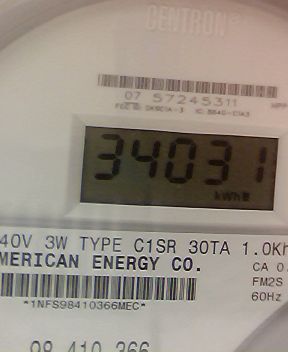 CENTRON®
07 57245311
34031
kWh
40V 3W TYPE C1SR 30TA 1.0Kh
MERICAN ENERGY CO.
CA 0.
FM2S
60Hz
*1NFS98410366MEC*
98 410 366